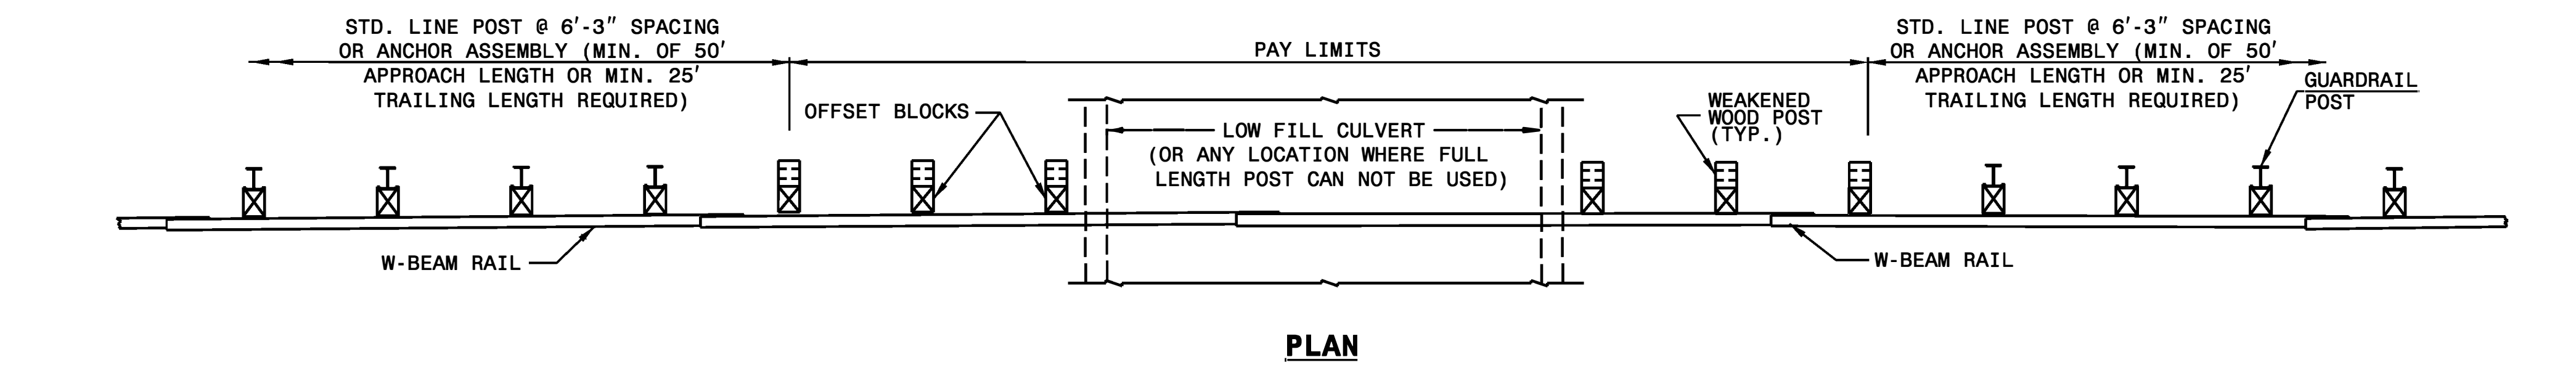 STD. LINE POST @ 6'-3" SPACING
OR ANCHOR ASSEMBLY (MIN. OF 50'
APPROACH LENGTH OR MIN. 25'
TRAILING LENGTH REQUIRED)
PAY LIMITS
STD. LINE POST @ 6'-3" SPACING
OR ANCHOR ASSEMBLY (MIN. OF 50'
APPROACH LENGTH OR MIN. 25'
TRAILING LENGTH REQUIRED)
GUARDRAIL
POST
OFFSET BLOCKS
LOW FILL CULVERT
(OR ANY LOCATION WHERE FULL
LENGTH POST CAN NOT BE USED)
WEAKENED
WOOD POST
(TYP.)
W-BEAM RAIL
W-BEAM RAIL
PLAN